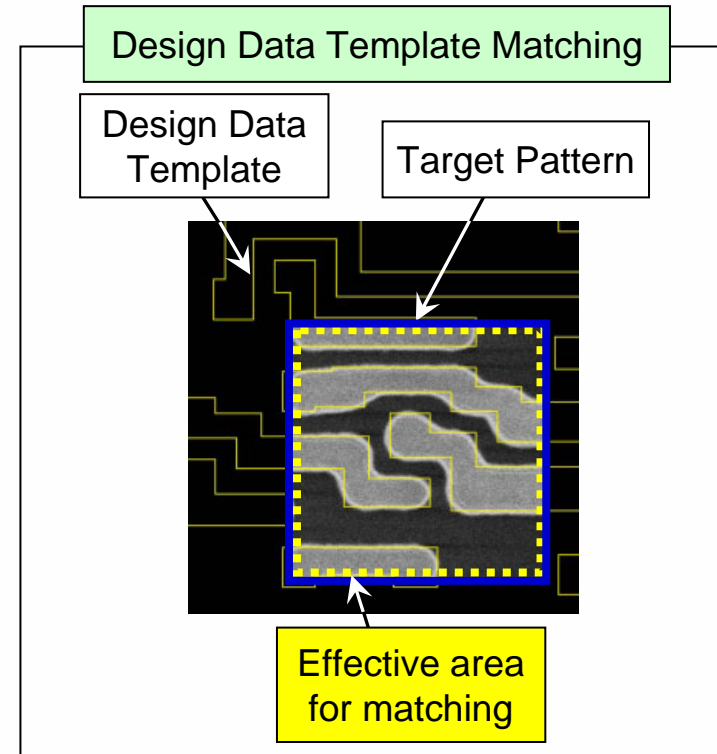 Design Data Template Matching
Design Data
Template
Target Pattern
Effective area
for matching